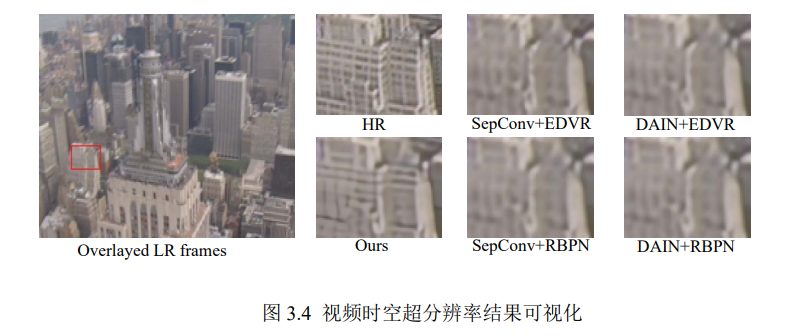 HR
SepConv+EDVR
DAIN+EDVR
Overlayed LR frames
Ours
SepConv+RBPN
DAIN+RBPN
图 3.4 视频时空超分辨率结果可视化